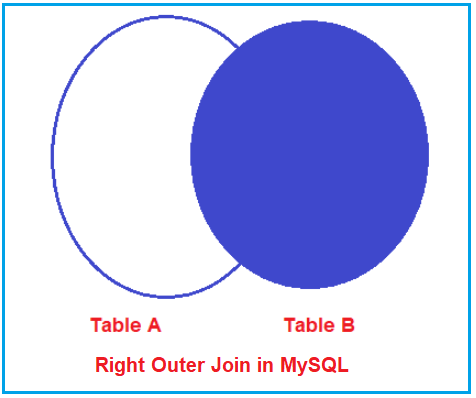 Table A Table B
Right Outer Join in MySQL